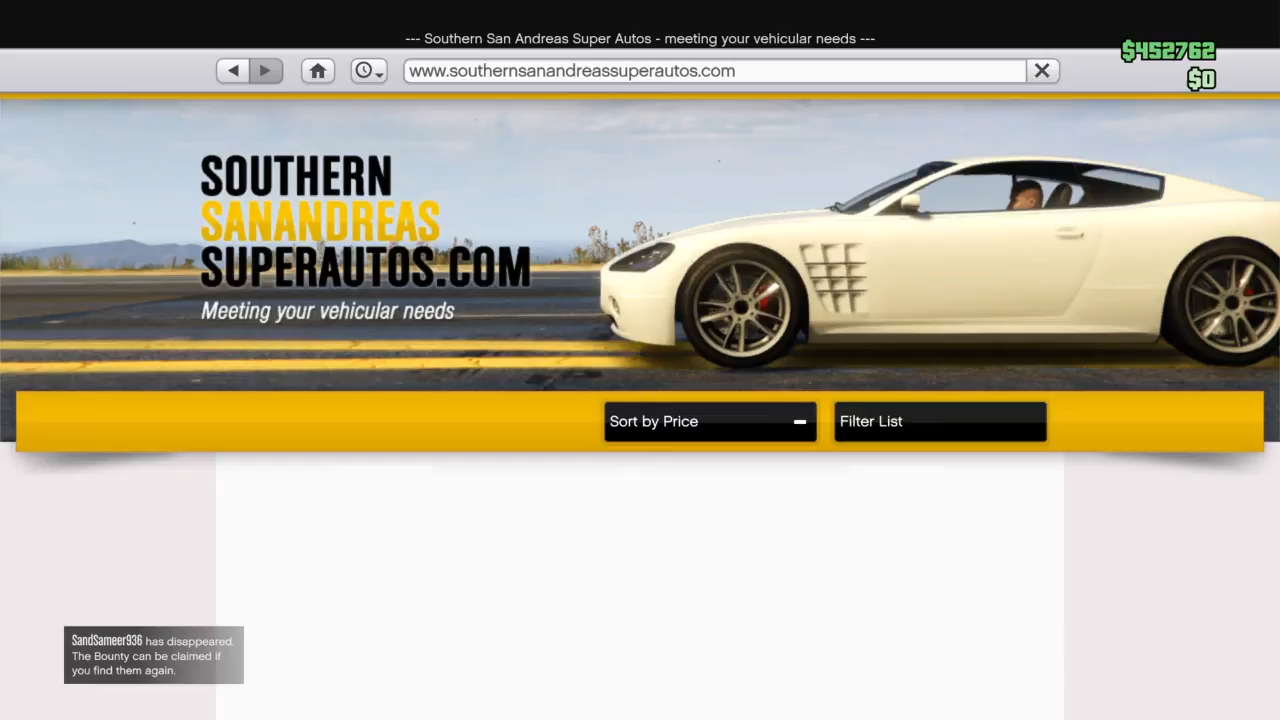 --- Southern San Andreas Super Autos - meeting your vehicular needs ---
www.southernsanandreassuperautos.com
$452762
$0
SOUTHERN
SANANDREAS
SUPERAUTOS.COM
Meeting your vehicular needs
Sort by Price
Filter List
SandSameer936 has disappeared.
The Bounty can be claimed if
you find them again.